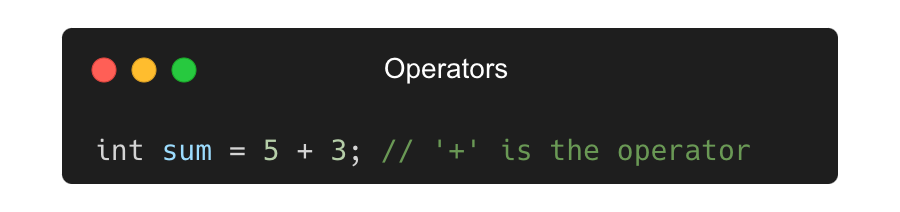 Operators
int sum = 5 + 3; // '+' is the operator